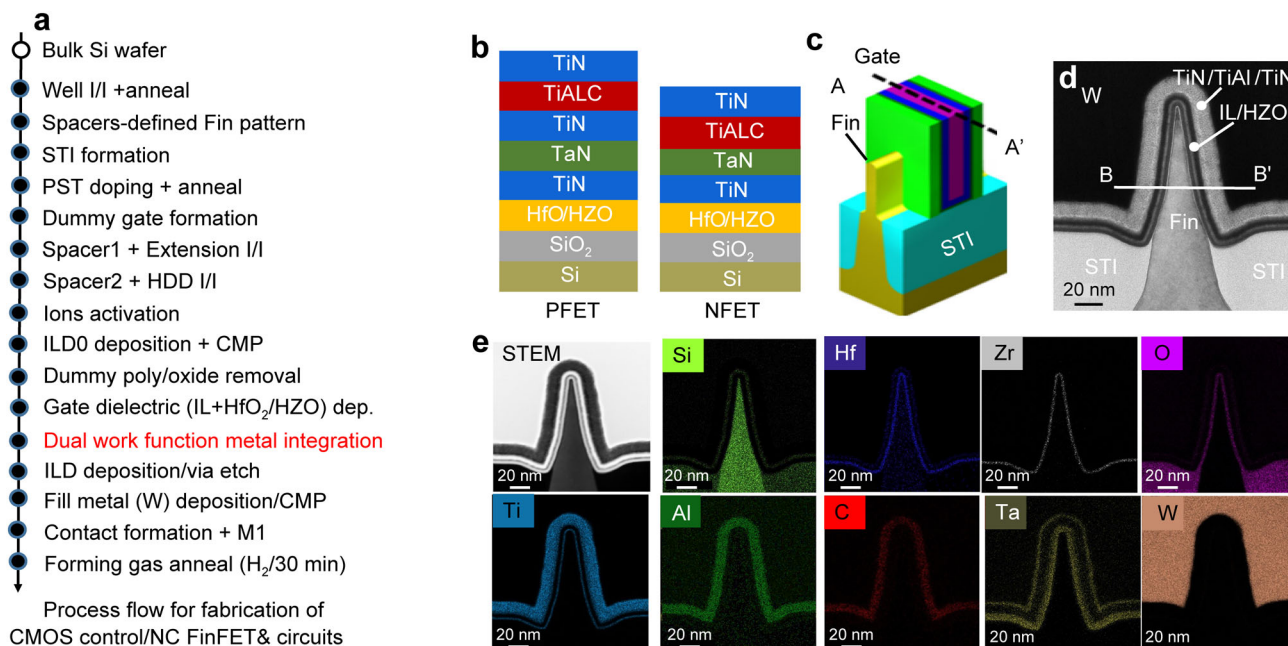 a
Bulk Si wafer
Well I/I +anneal
Spacers-defined Fin pattern
STI formation
PST doping + anneal
Dummy gate formation
Spacer1 + Extension I/I
Spacer2 + HDD I/I
Ions activation
ILD0 deposition + CMP
Dummy poly/oxide removal
Gate dielectric (IL+HfO₂/HZO) dep.
Dual work function metal integration
ILD deposition/via etch
Fill metal (W) deposition/CMP
Contact formation + M1
Forming gas anneal (H₂/30 min)
Process flow for fabrication of
CMOS control/NC FinFET& circuits
b
TiN
TiALC
TiN
TaN
TiN
HfO/HZO
SiO₂
Si
PFET
TiN
TiALC
TaN
TiN
HfO/HZO
SiO₂
Si
NFET
c
Gate
A
Fin
A'
STI
d
W
TiN/TiAl/TiN
IL/HZO
B
B'
Fin
STI
STI
20 nm
e
STEM
20 nm
Si
20 nm
Hf
20 nm
Zr
20 nm
O
20 nm
Ti
20 nm
Al
20 nm
C
20 nm
Ta
20 nm
W
20 nm